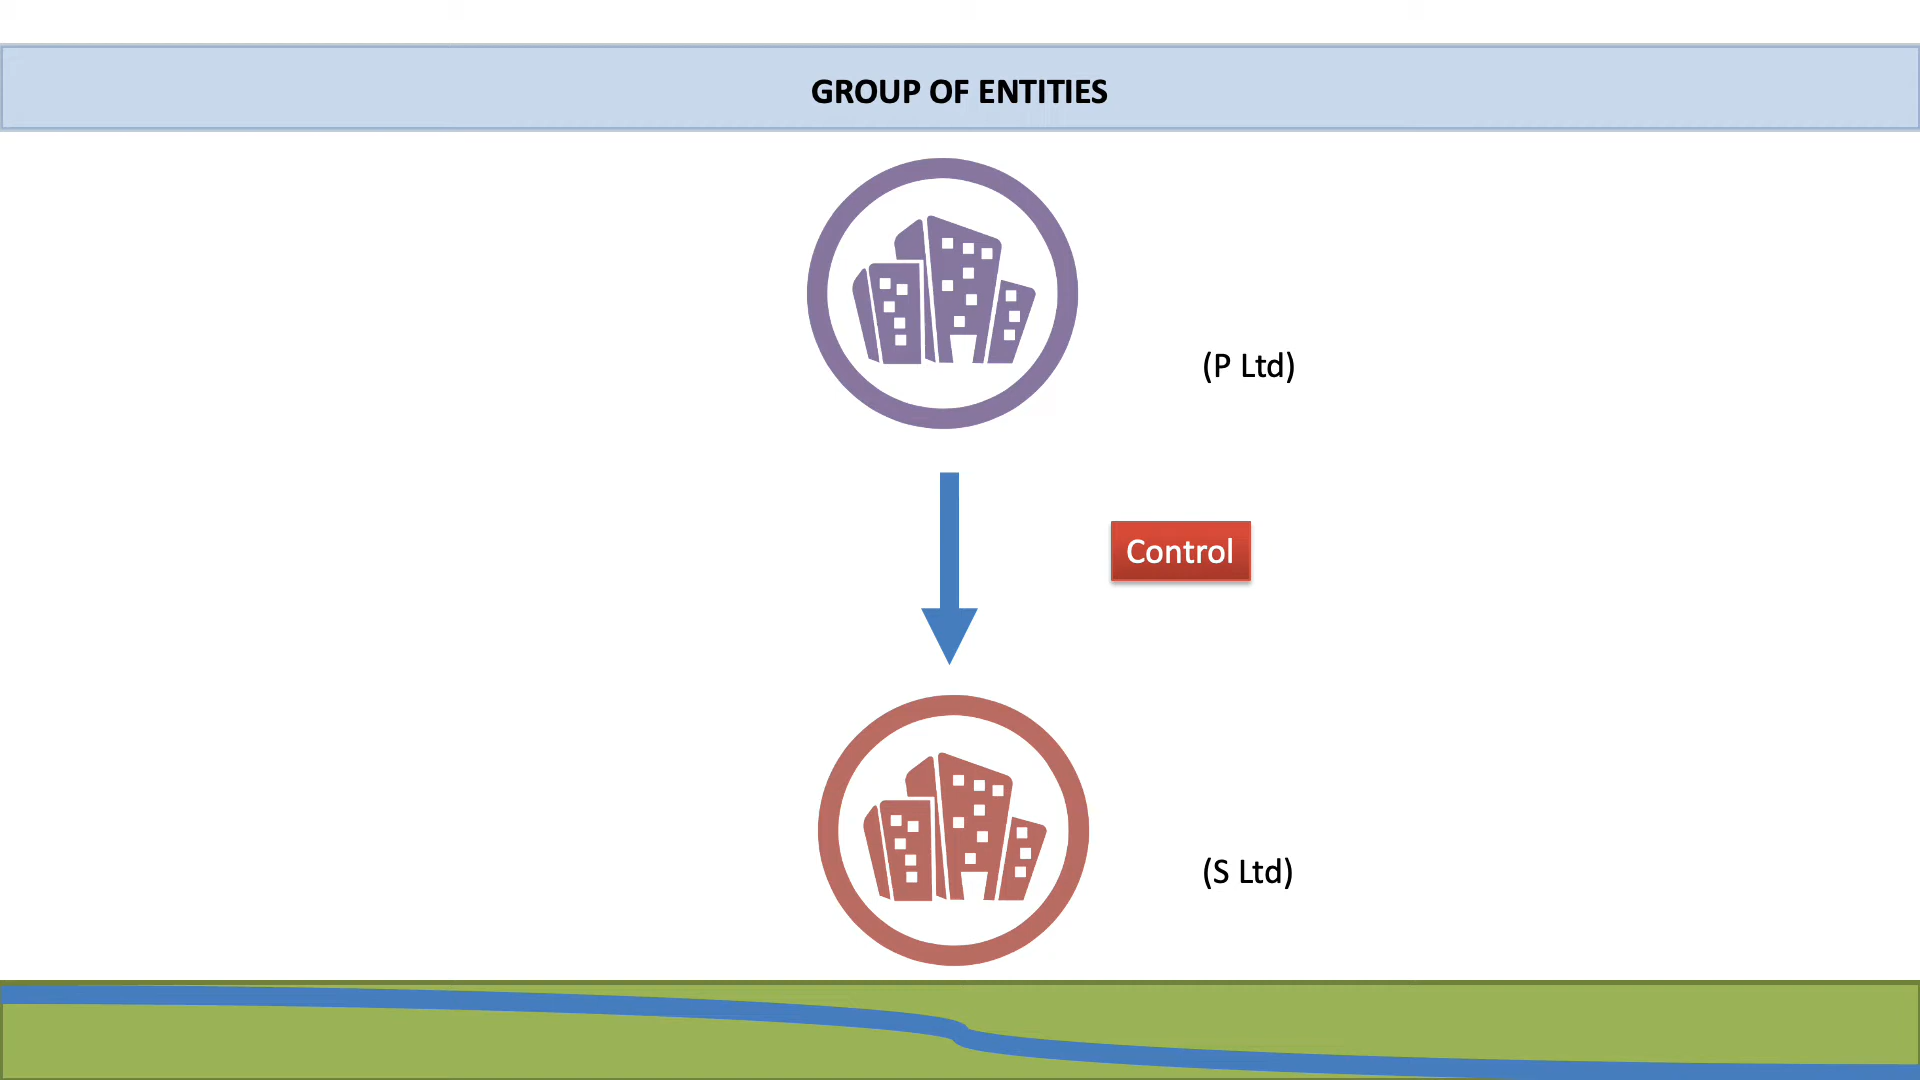 GROUP OF ENTITIES
(P Ltd)
Control
(S Ltd)